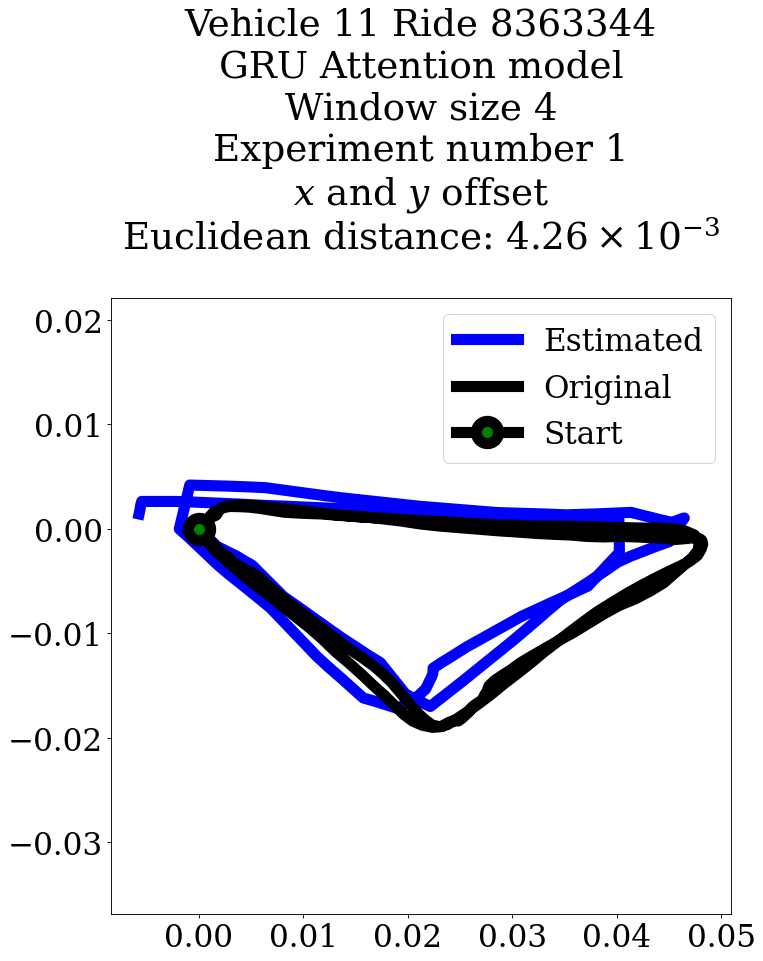 Vehicle 11 Ride 8363344
GRU Attention model
Window size 4
Experiment number 1
x and y offset
Euclidean distance: 4.26 × 10⁻³
Estimated
Original
Start
0.02
0.01
0.00
−0.01
−0.02
−0.03
0.00 0.01 0.02 0.03 0.04 0.05